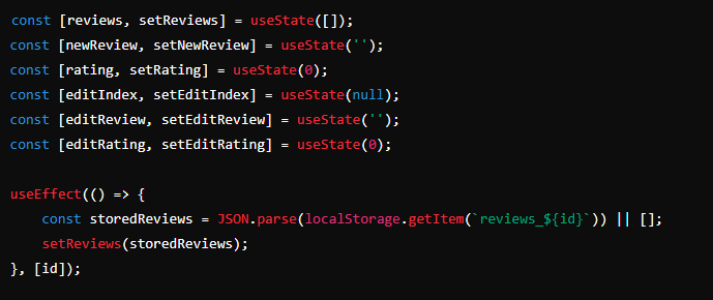 const [reviews, setReviews] = useState([]);
const [newReview, setNewReview] = useState('');
const [rating, setRating] = useState(0);
const [editIndex, setEditIndex] = useState(null);
const [editReview, setEditReview] = useState('');
const [editRating, setEditRating] = useState(0);
useEffect(() => {
    const storedReviews = JSON.parse(localStorage.getItem(`reviews_${id}`)) || [];
    setReviews(storedReviews);
}, [id]);